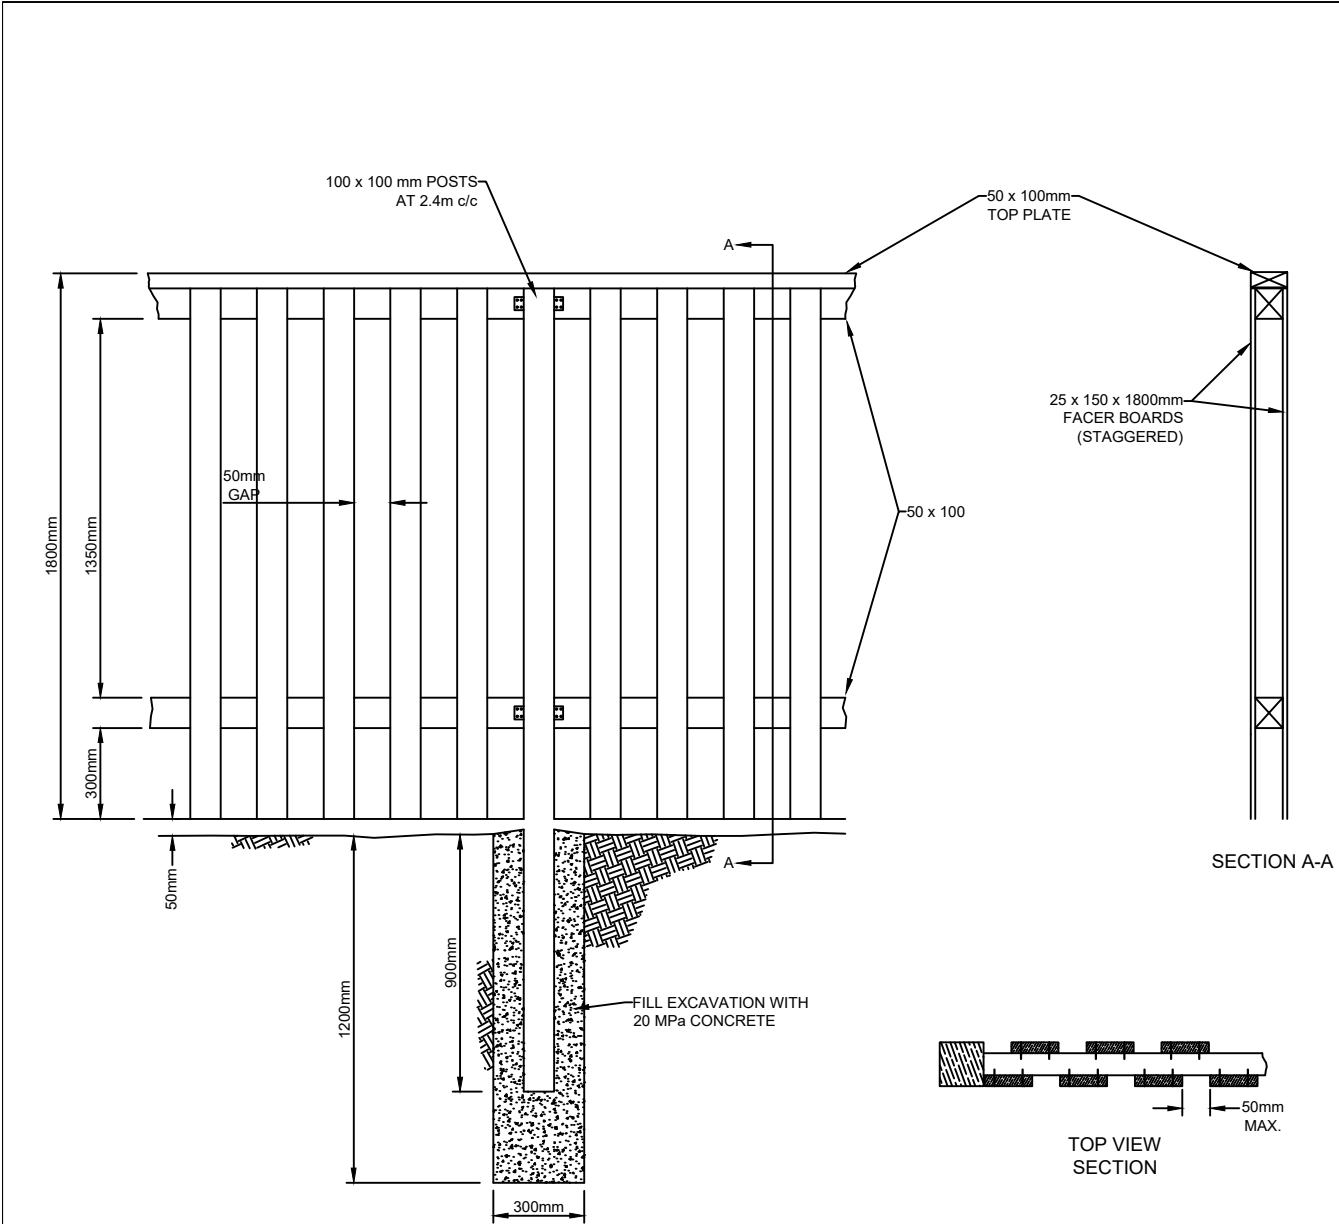 100 x 100 mm POSTS
AT 2.4m c/c
50 x 100mm
TOP PLATE
A
25 x 150 x 1800mm
FACER BOARDS
(STAGGERED)
50mm
GAP
50 x 100
1800mm
1350mm
300mm
50mm
A
SECTION A-A
900mm
1200mm
FILL EXCAVATION WITH
20 MPa CONCRETE
50mm
MAX.
TOP VIEW
SECTION
300mm